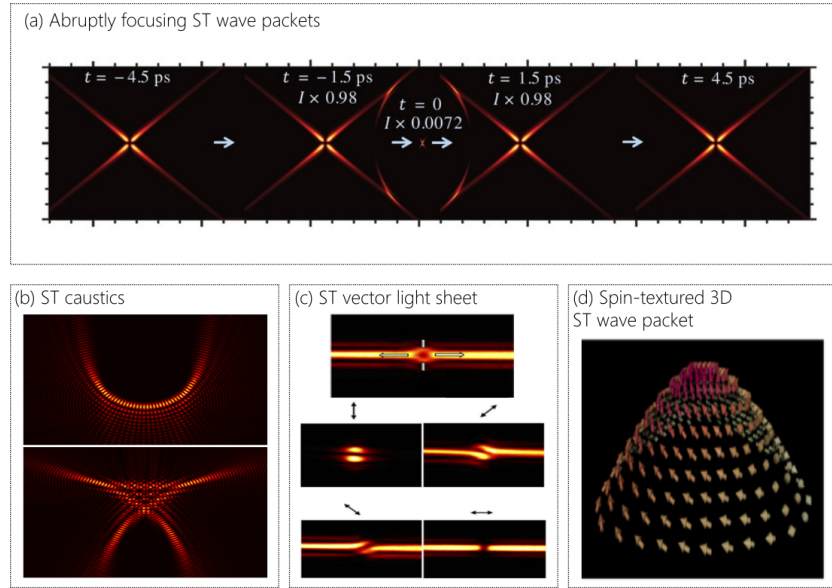 (a) Abruptly focusing ST wave packets
t = −4.5 ps
t = −1.5 ps
I × 0.98
t = 0
I × 0.0072
t = 1.5 ps
I × 0.98
t = 4.5 ps
(b) ST caustics
(c) ST vector light sheet
(d) Spin-textured 3D
ST wave packet